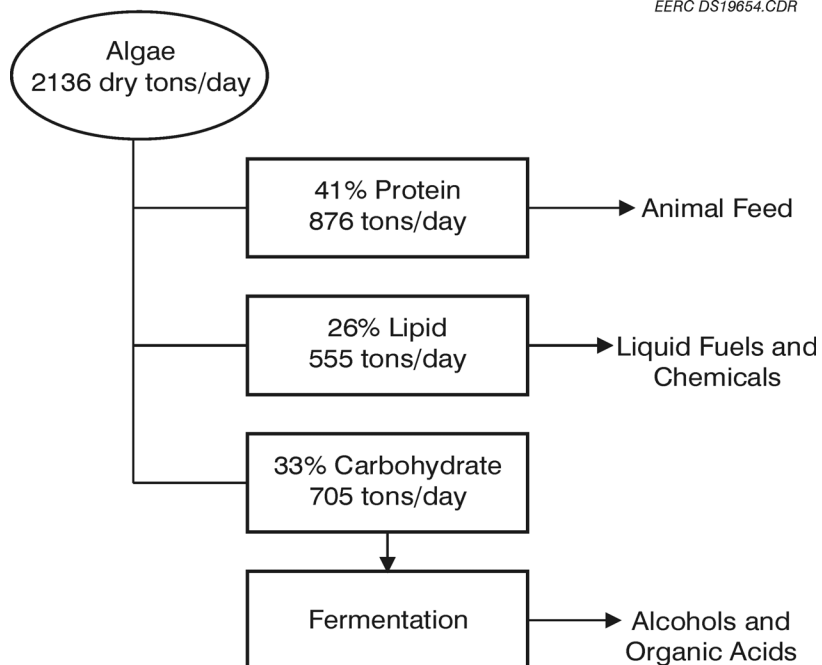 EERC DS19654.CDR
Algae
2136 dry tons/day
41% Protein
876 tons/day
Animal Feed
26% Lipid
555 tons/day
Liquid Fuels and
Chemicals
33% Carbohydrate
705 tons/day
Fermentation
Alcohols and
Organic Acids